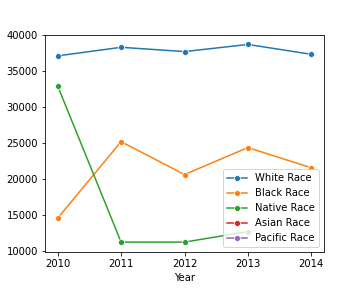 40000
35000
30000
25000
20000
15000
10000
2010 2011 2012 2013 2014
Year
White Race
Black Race
Native Race
Asian Race
Pacific Race